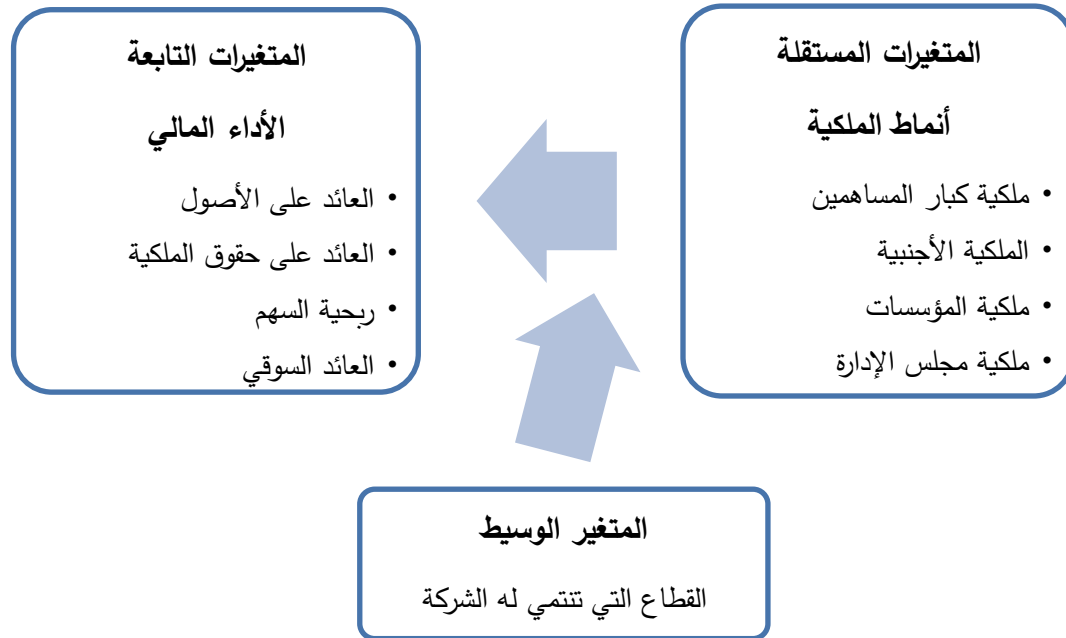 المتغيرات المستقلة
أنماط الملكية
• ملكية كبار المساهمين
• الملكية الأجنبية
• ملكية المؤسسات
• ملكية مجلس الإدارة
المتغيرات التابعة
الأداء المالي
• العائد على الأصول
• العائد على حقوق الملكية
• ربحية السهم
• العائد السوقي
المتغير الوسيط
القطاع التي تنتمي له الشركة